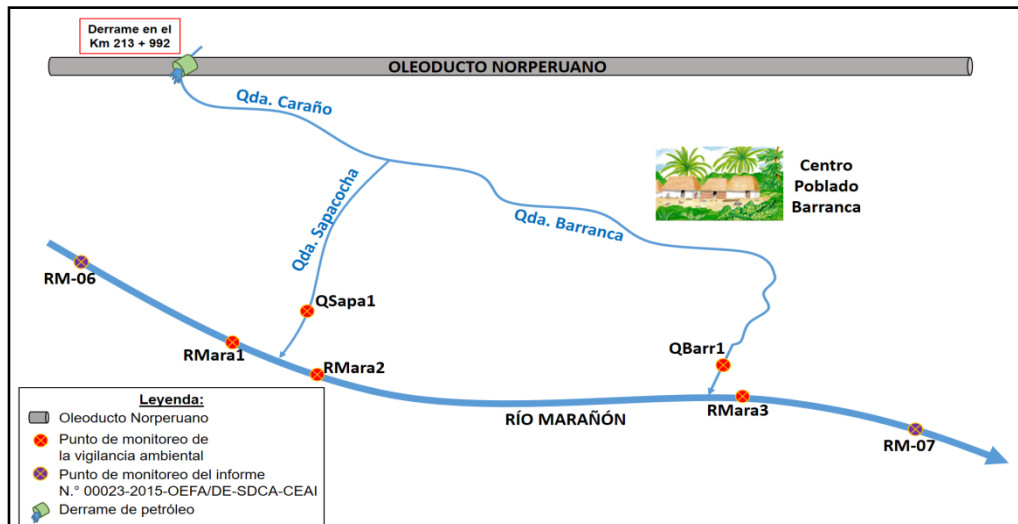 Derrame en el
Km 213 + 992
OLEODUCTO NORPERUANO
Qda. Caraño
Centro
Poblado
Barranca
Qda. Sapacocha
Qda. Barranca
RM-06
QSapa1
RMara1
RMara2
QBarr1
RMara3
RÍO MARAÑÓN
RM-07
Leyenda:
Oleoducto Norperuano
Punto de monitoreo de
la vigilancia ambiental
Punto de monitoreo del informe
N.° 00023-2015-OEFA/DE-SDCA-CEAI
Derrame de petróleo